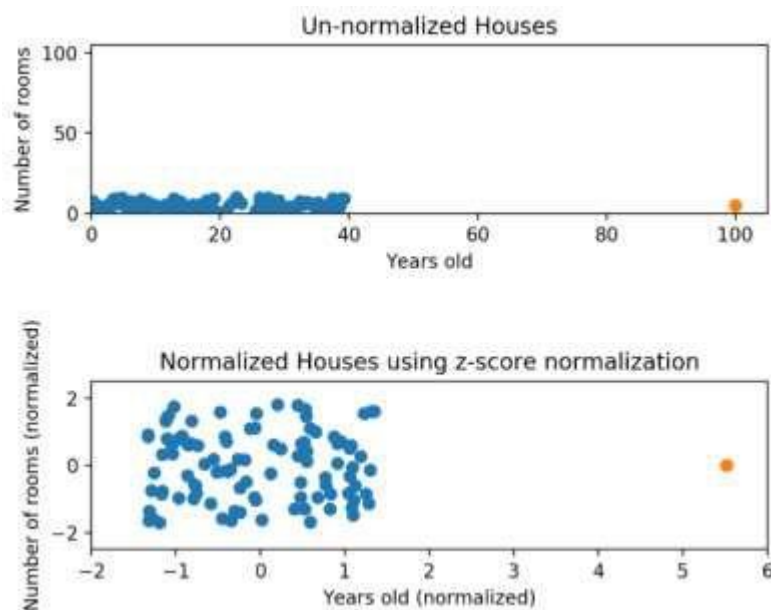 Un-normalized Houses
Number of rooms
100
50
0
0 20 40 60 80 100
Years old
Normalized Houses using z-score normalization
Number of rooms (normalized)
2
0
−2
−2 −1 0 1 2 3 4 5 6
Years old (normalized)